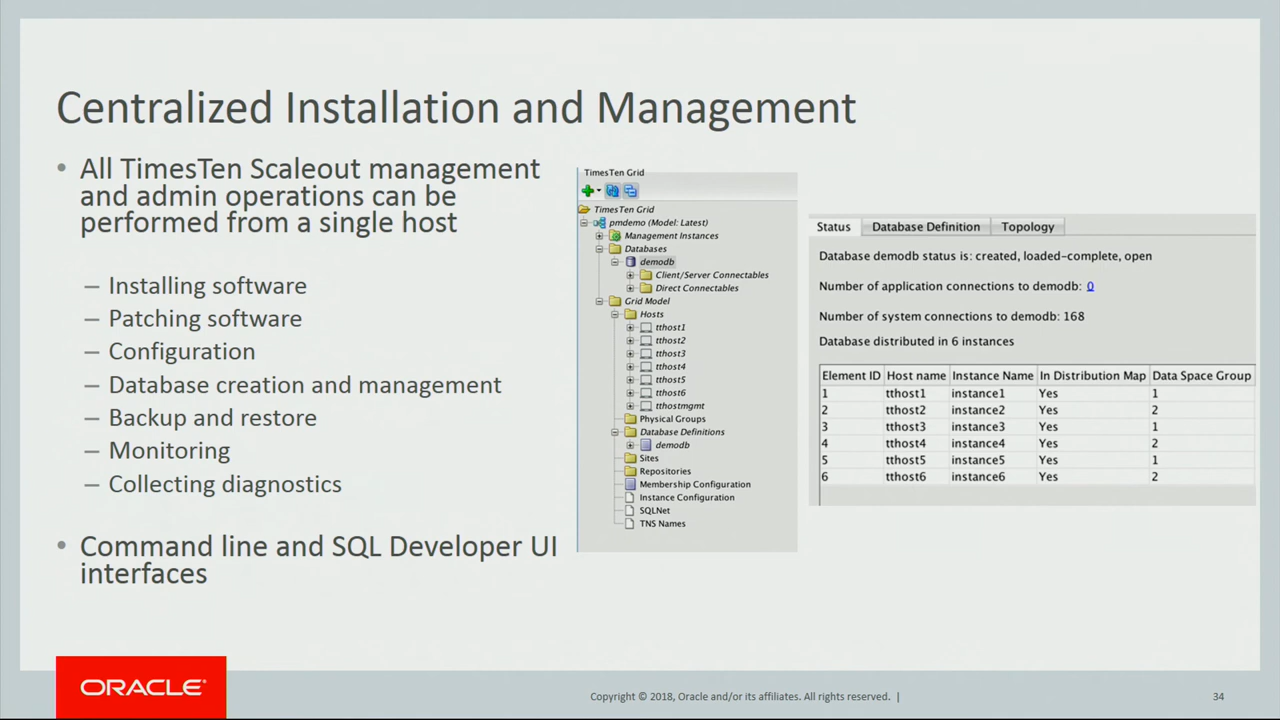 Centralized Installation and Management
• All TimesTen Scaleout management
and admin operations can be
performed from a single host
– Installing software
– Patching software
– Configuration
– Database creation and management
– Backup and restore
– Monitoring
– Collecting diagnostics
• Command line and SQL Developer UI
interfaces
TimesTen Grid
TimesTen Grid
pmdemo (Model: Latest)
Management Instances
Databases
demodb
Client/Server Connectables
Direct Connectables
Grid Model
Hosts
tthost1
tthost2
tthost3
tthost4
tthost5
tthost6
tthostmgmt
Physical Groups
Database Definitions
demodb
Sites
Repositories
Membership Configuration
Instance Configuration
SQLNet
TNS Names
Status Database Definition Topology
Database demodb status is: created, loaded-complete, open
Number of application connections to demodb: 0
Number of system connections to demodb: 168
Database distributed in 6 instances
Element ID Host name Instance Name In Distribution Map Data Space Group
1 tthost1 instance1 Yes 1
2 tthost2 instance2 Yes 2
3 tthost3 instance3 Yes 1
4 tthost4 instance4 Yes 2
5 tthost5 instance5 Yes 1
6 tthost6 instance6 Yes 2
ORACLE®
Copyright © 2018, Oracle and/or its affiliates. All rights reserved. |
34